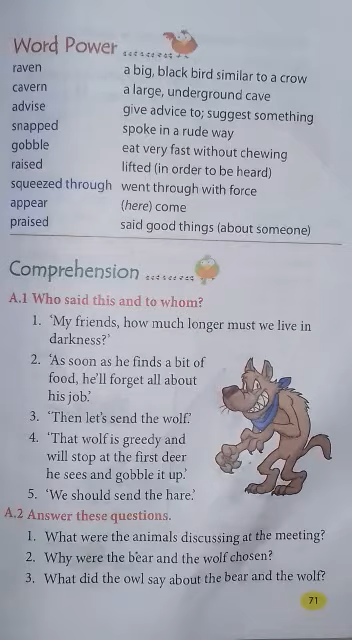 Word Power
raven a big, black bird similar to a crow
cavern a large, underground cave
advise give advice to; suggest something
snapped spoke in a rude way
gobble eat very fast without chewing
raised lifted (in order to be heard)
squeezed through went through with force
appear (here) come
praised said good things (about someone)
Comprehension
A.1 Who said this and to whom?
1. 'My friends, how much longer must we live in
darkness?'
2. 'As soon as he finds a bit of
food, he'll forget all about
his job.'
3. 'Then let's send the wolf.'
4. 'That wolf is greedy and
will stop at the first deer
he sees and gobble it up.'
5. 'We should send the hare.'
A.2 Answer these questions.
1. What were the animals discussing at the meeting?
2. Why were the bear and the wolf chosen?
3. What did the owl say about the bear and the wolf?
71